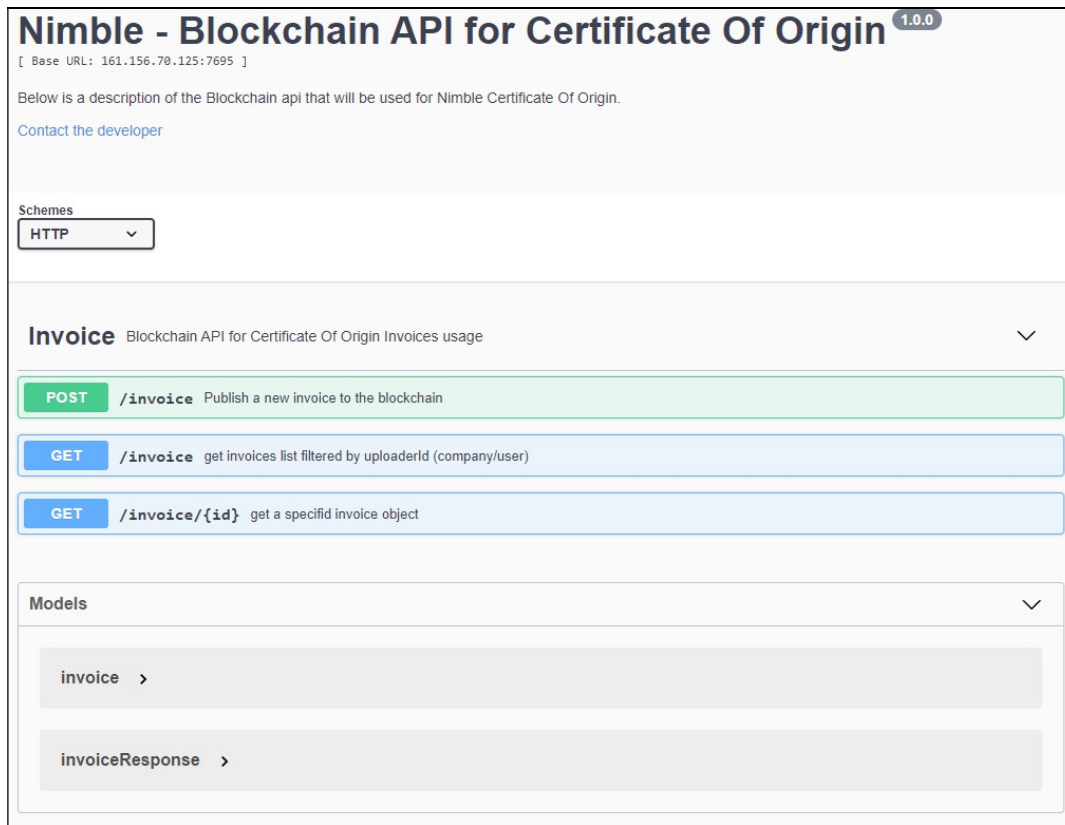 Nimble - Blockchain API for Certificate Of Origin 1.0.0
[ Base URL: 161.156.70.125:7695 ]
Below is a description of the Blockchain api that will be used for Nimble Certificate Of Origin.
Contact the developer
Schemes
HTTP
Invoice Blockchain API for Certificate Of Origin Invoices usage
POST /invoice Publish a new invoice to the blockchain
GET /invoice get invoices list filtered by uploaderId (company/user)
GET /invoice/{id} get a specifid invoice object
Models
invoice
invoiceResponse